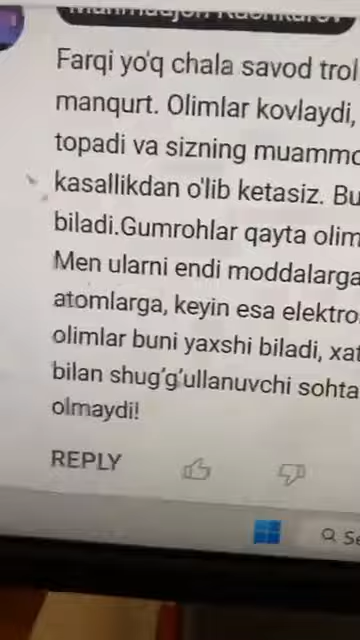 Farqi yo'q chala savod trol
manqurt. Olimlar kovlaydi,
topadi va sizning muammo
kasallikdan o'lib ketasiz. Bu
biladi.Gumrohlar qayta olim
Men ularni endi moddalarga
atomlarga, keyin esa elektro
olimlar buni yaxshi biladi, xat
bilan shug‘g‘ullanuvchi sohta
olmaydi!
REPLY
Se